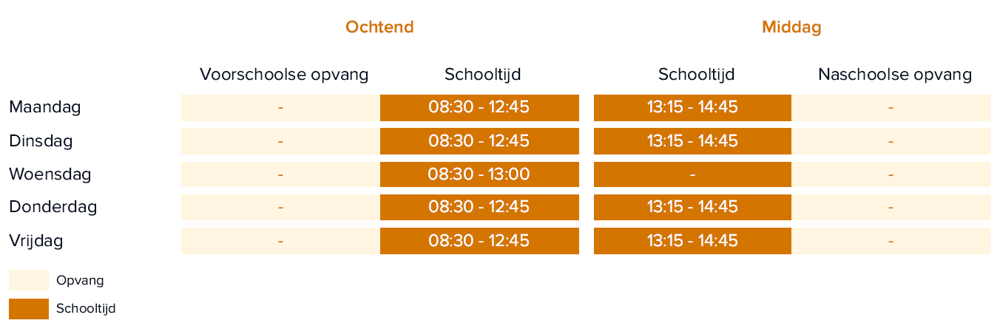 Ochtend Middag
Voorschoolse opvang Schooltijd Schooltijd Naschoolse opvang
Maandag - 08:30 - 12:45 13:15 - 14:45 -
Dinsdag - 08:30 - 12:45 13:15 - 14:45 -
Woensdag - 08:30 - 13:00 - -
Donderdag - 08:30 - 12:45 13:15 - 14:45 -
Vrijdag - 08:30 - 12:45 13:15 - 14:45 -
Opvang
Schooltijd